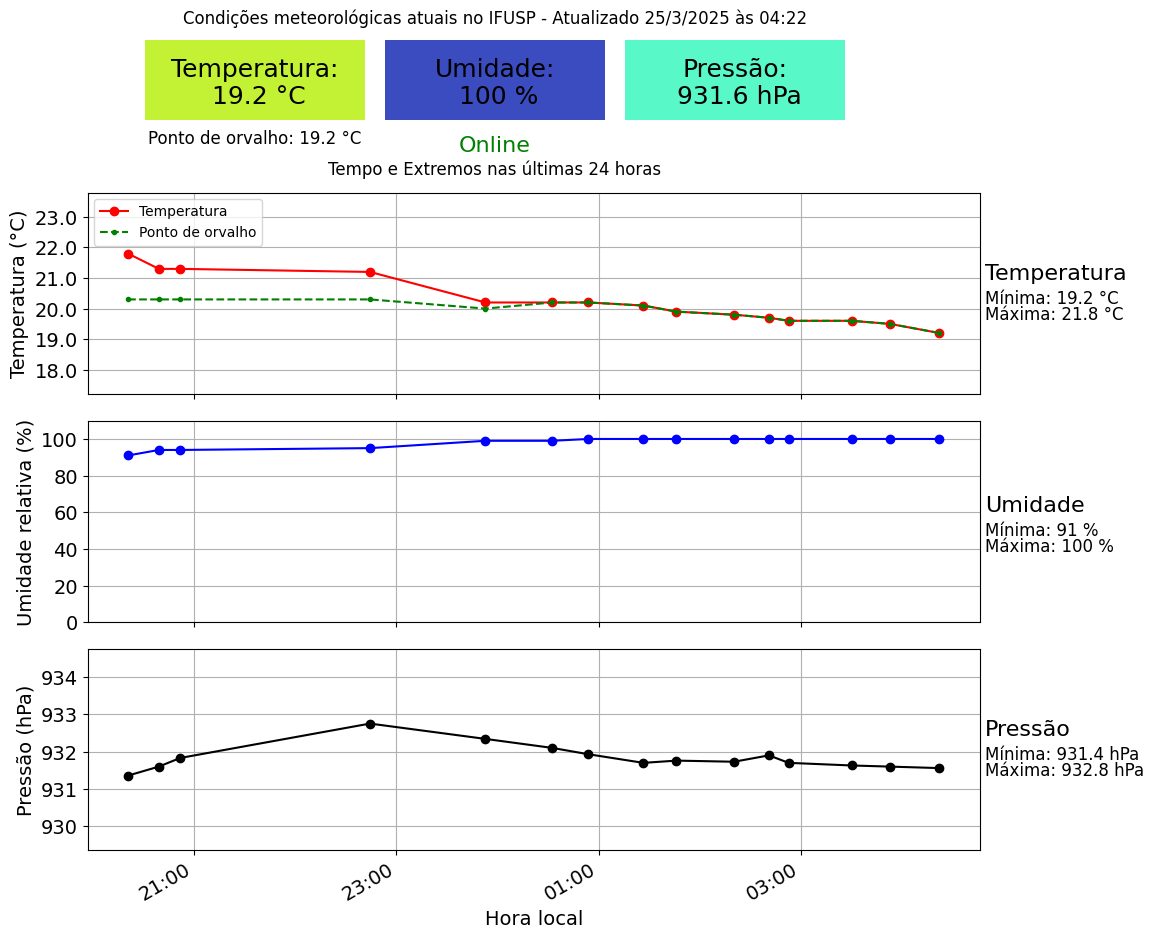 Condições meteorológicas atuais no IFUSP - Atualizado 25/3/2025 às 04:22
Temperatura:
19.2 °C
Umidade:
100 %
Pressão:
931.6 hPa
Ponto de orvalho: 19.2 °C
Online
Tempo e Extremos nas últimas 24 horas
Temperatura (°C)
23.0
22.0
21.0
20.0
19.0
18.0
Temperatura
Ponto de orvalho
Temperatura
Mínima: 19.2 °C
Máxima: 21.8 °C
Umidade relativa (%)
100
80
60
40
20
0
Umidade
Mínima: 91 %
Máxima: 100 %
Pressão (hPa)
934
933
932
931
930
Pressão
Mínima: 931.4 hPa
Máxima: 932.8 hPa
21:00
23:00
01:00
03:00
Hora local